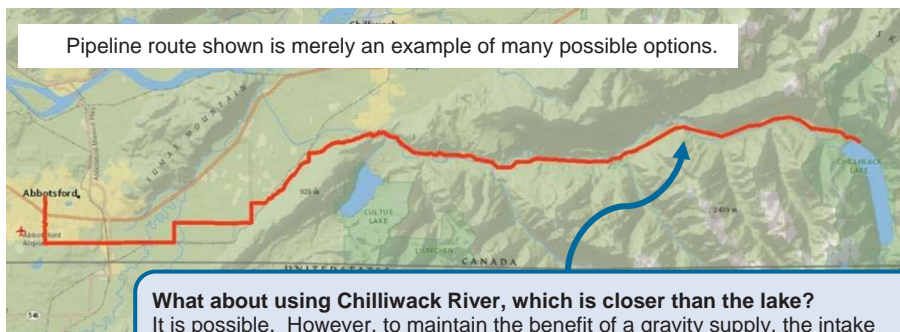 Chilliwack
Pipeline route shown is merely an example of many possible options.
SUMAS MOUNTAIN
Abbotsford
Abbotsford
Airport
CULTUS
LAKE
LIUMCHEN
CHILLIWACK
LAKE
UNITED STATES
CANADA
546
What about using Chilliwack River, which is closer than the lake?
It is possible. However, to maintain the benefit of a gravity supply, the intake